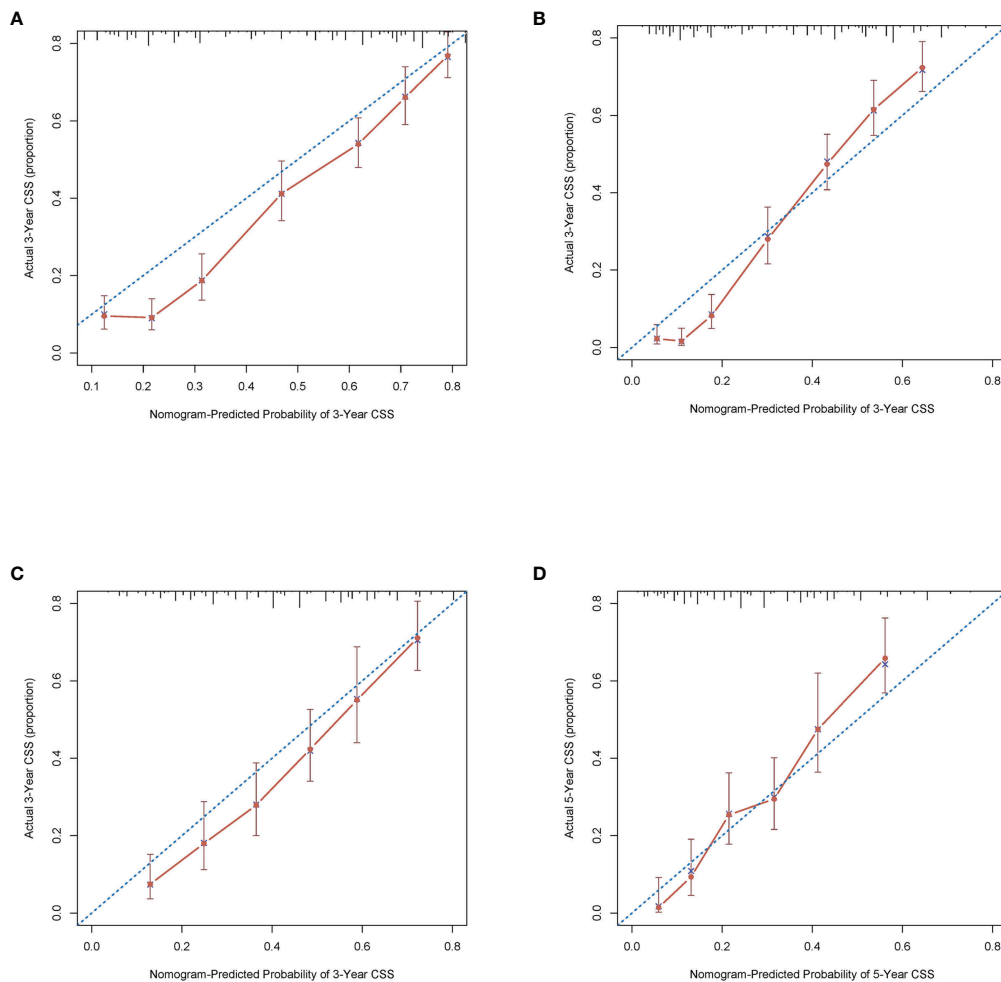 A
Actual 3-Year CSS (proportion)
0.8
0.6
0.4
0.2
0.0
0.1 0.2 0.3 0.4 0.5 0.6 0.7 0.8
Nomogram-Predicted Probability of 3-Year CSS
B
Actual 3-Year CSS (proportion)
0.8
0.6
0.4
0.2
0.0
0.0 0.2 0.4 0.6 0.8
Nomogram-Predicted Probability of 3-Year CSS
C
Actual 3-Year CSS (proportion)
0.8
0.6
0.4
0.2
0.0
0.0 0.2 0.4 0.6 0.8
Nomogram-Predicted Probability of 3-Year CSS
D
Actual 5-Year CSS (proportion)
0.8
0.6
0.4
0.2
0.0
0.0 0.2 0.4 0.6 0.8
Nomogram-Predicted Probability of 5-Year CSS